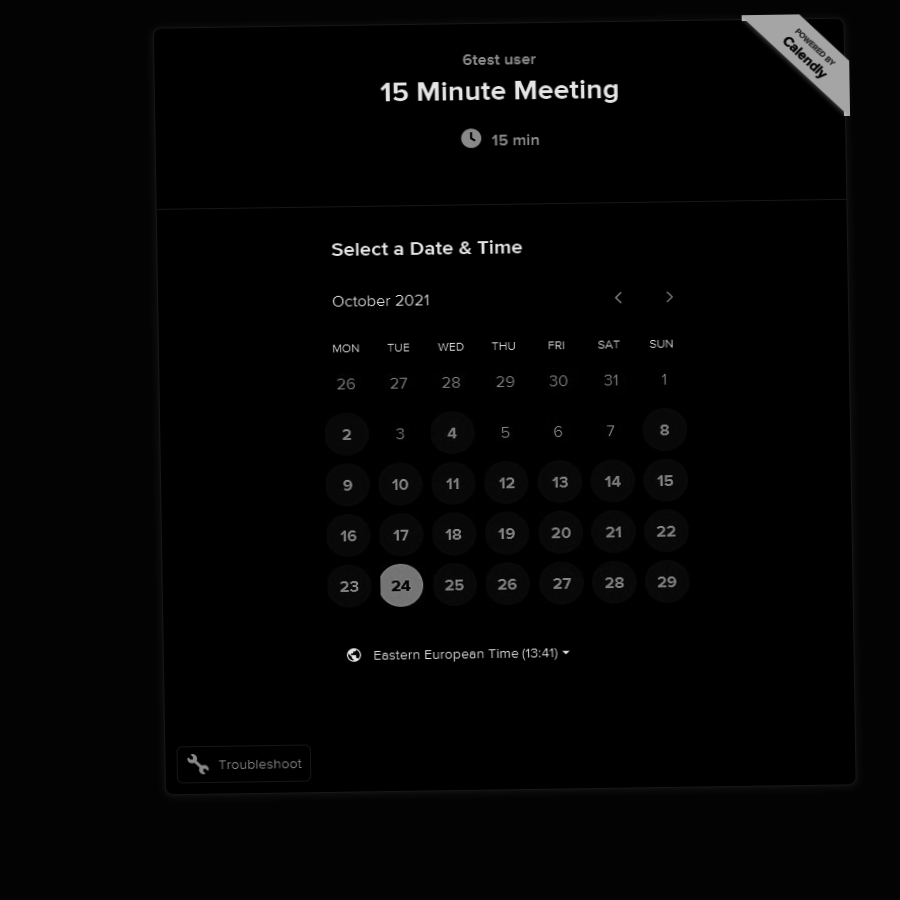 POWERED BY
Calendly
6test user
15 Minute Meeting
15 min
Select a Date & Time
October 2021
MON TUE WED THU FRI SAT SUN
26 27 28 29 30 31 1
2 3 4 5 6 7 8
9 10 11 12 13 14 15
16 17 18 19 20 21 22
23 24 25 26 27 28 29
Eastern European Time (13:41)
Troubleshoot